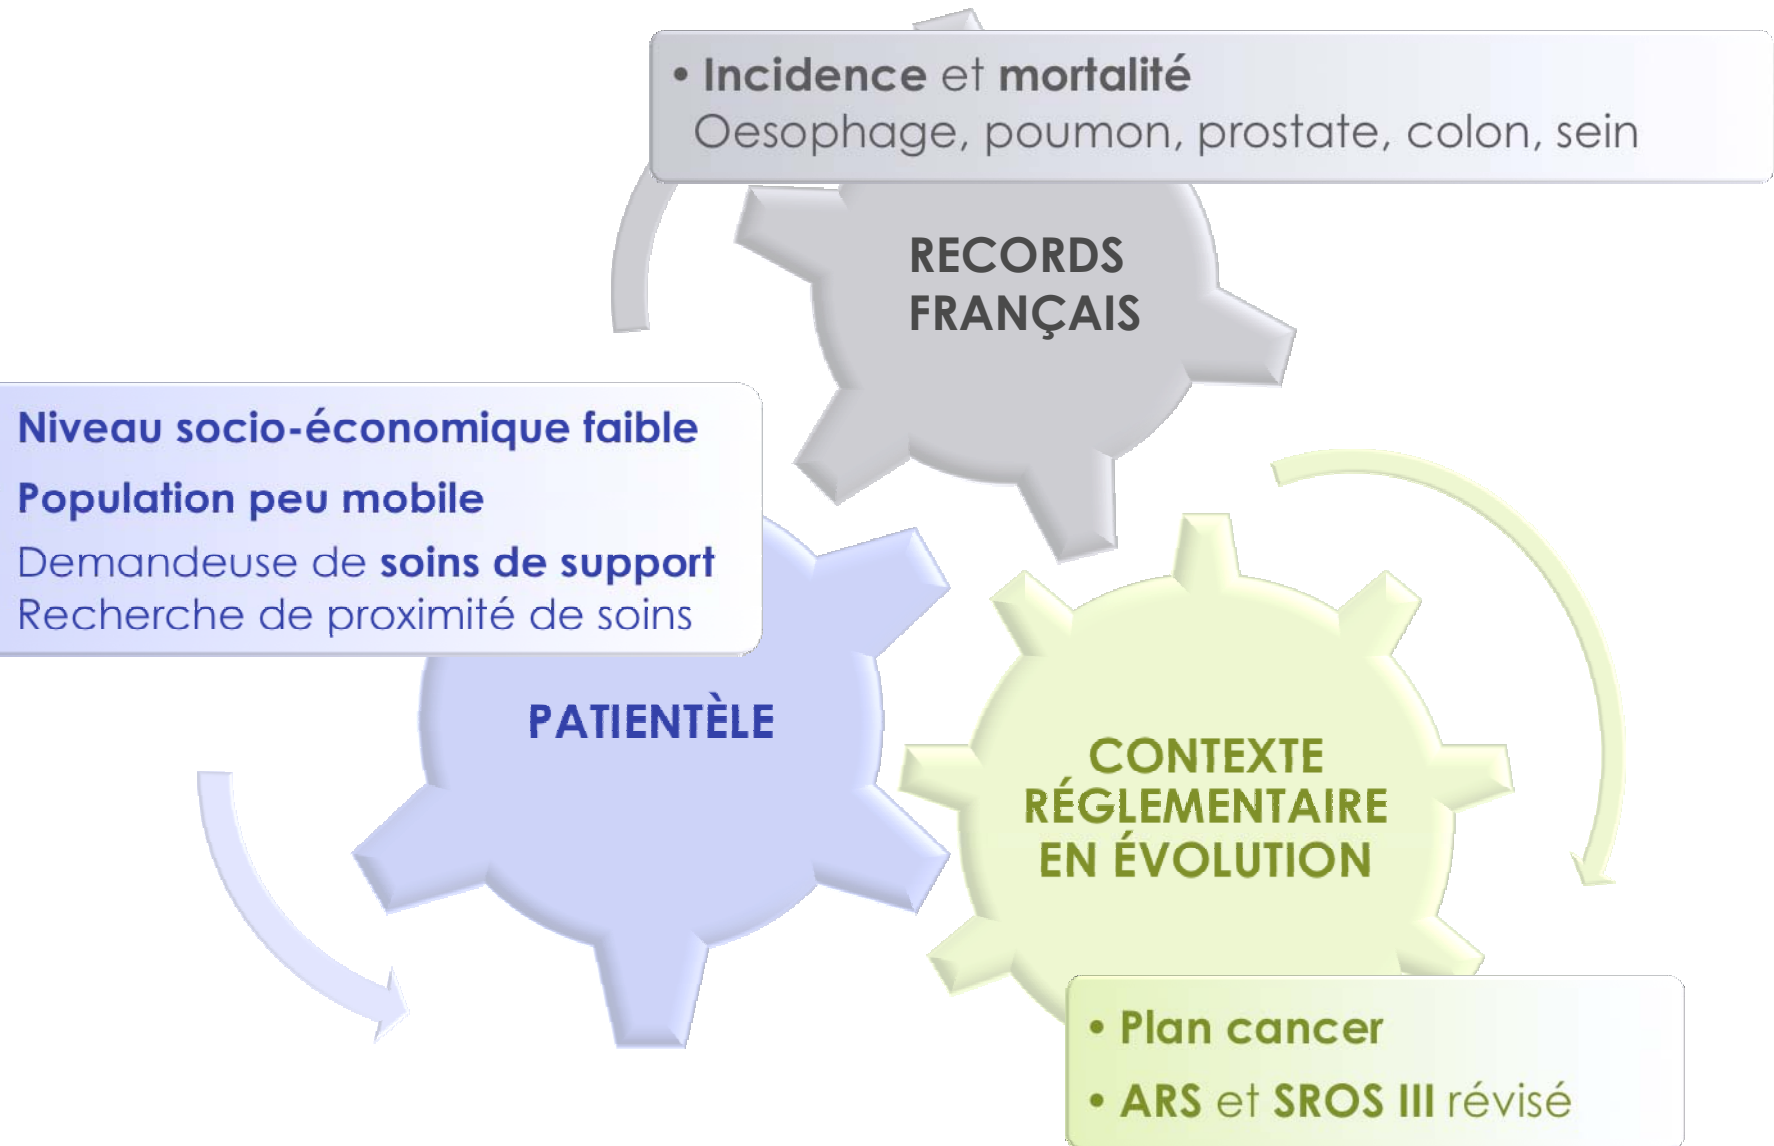 • Incidence et mortalité
Oesophage, poumon, prostate, colon, sein
RECORDS
FRANÇAIS
Niveau socio-économique faible
Population peu mobile
Demandeuse de soins de support
Recherche de proximité de soins
PATIENTÈLE
CONTEXTE
RÉGLEMENTAIRE
EN ÉVOLUTION
• Plan cancer
• ARS et SROS III révisé